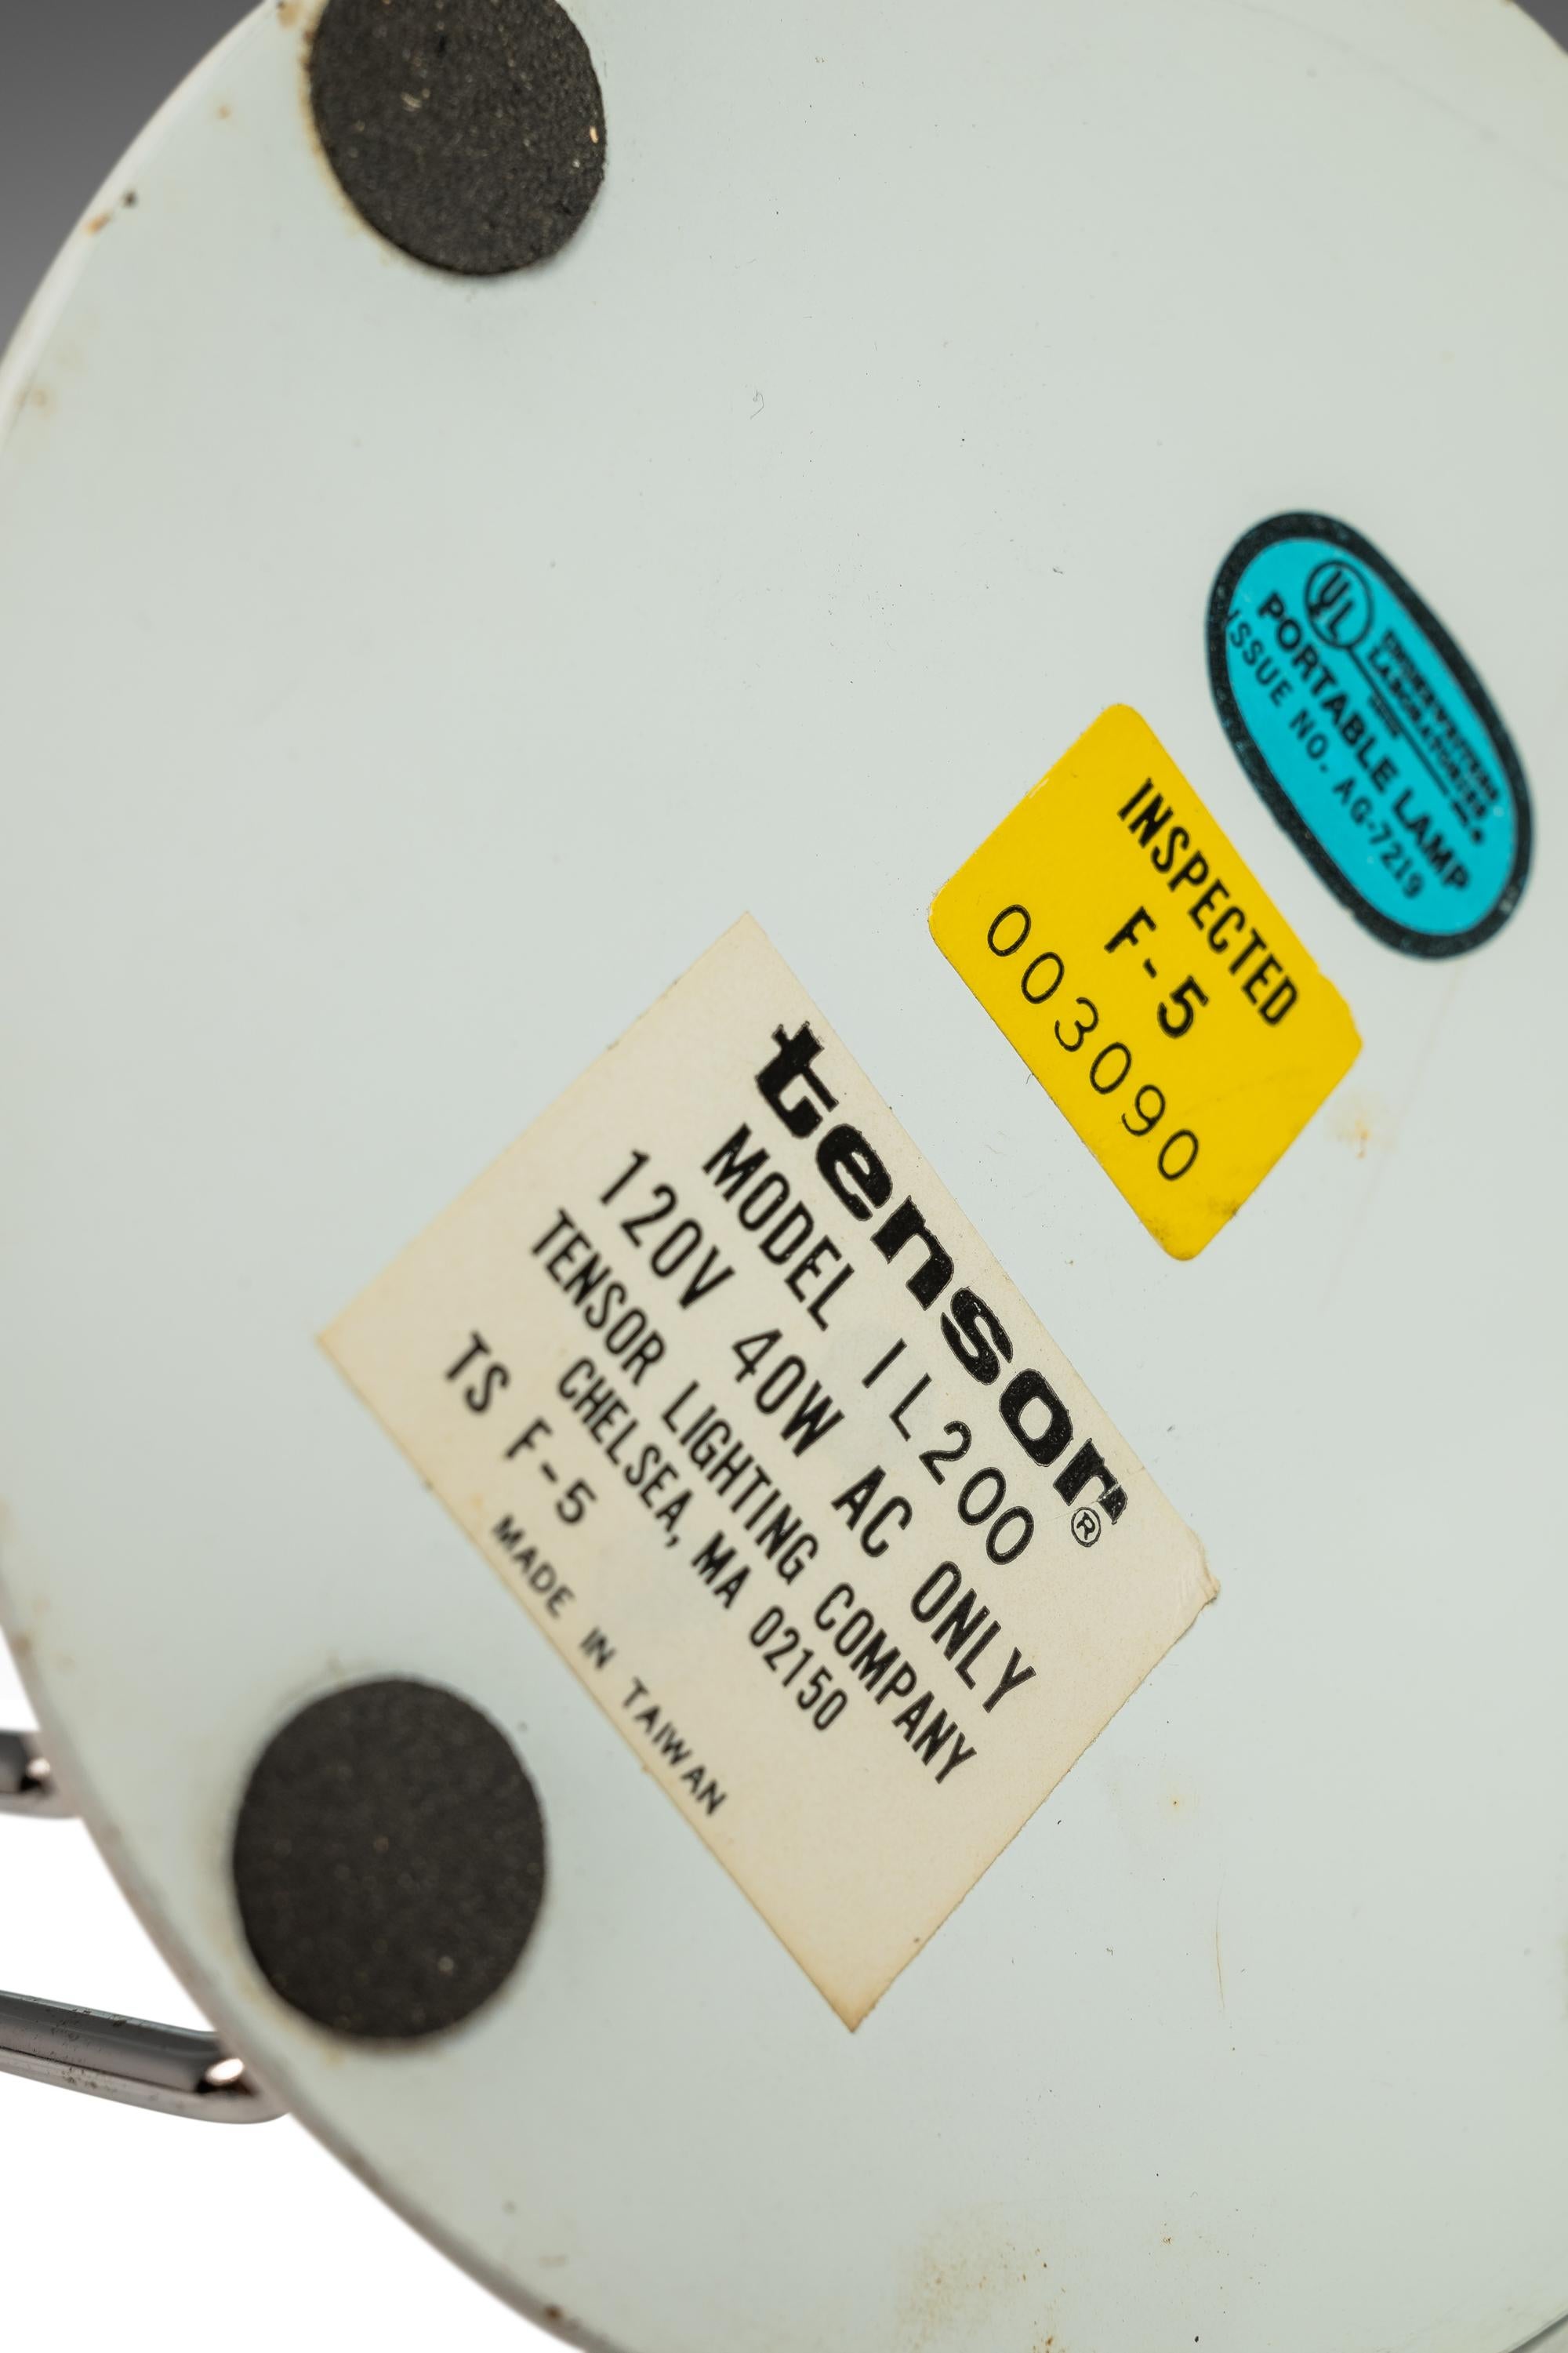 UL
UNDERWRITERS
LABORATORIES, INC.®
PORTABLE LAMP
ISSUE NO. AG-7219
INSPECTED
F-5
003090
tensor®
MODEL IL200
120V 40W AC ONLY
TENSOR LIGHTING COMPANY
CHELSEA, MA 02150
TS F-5
MADE IN TAIWAN